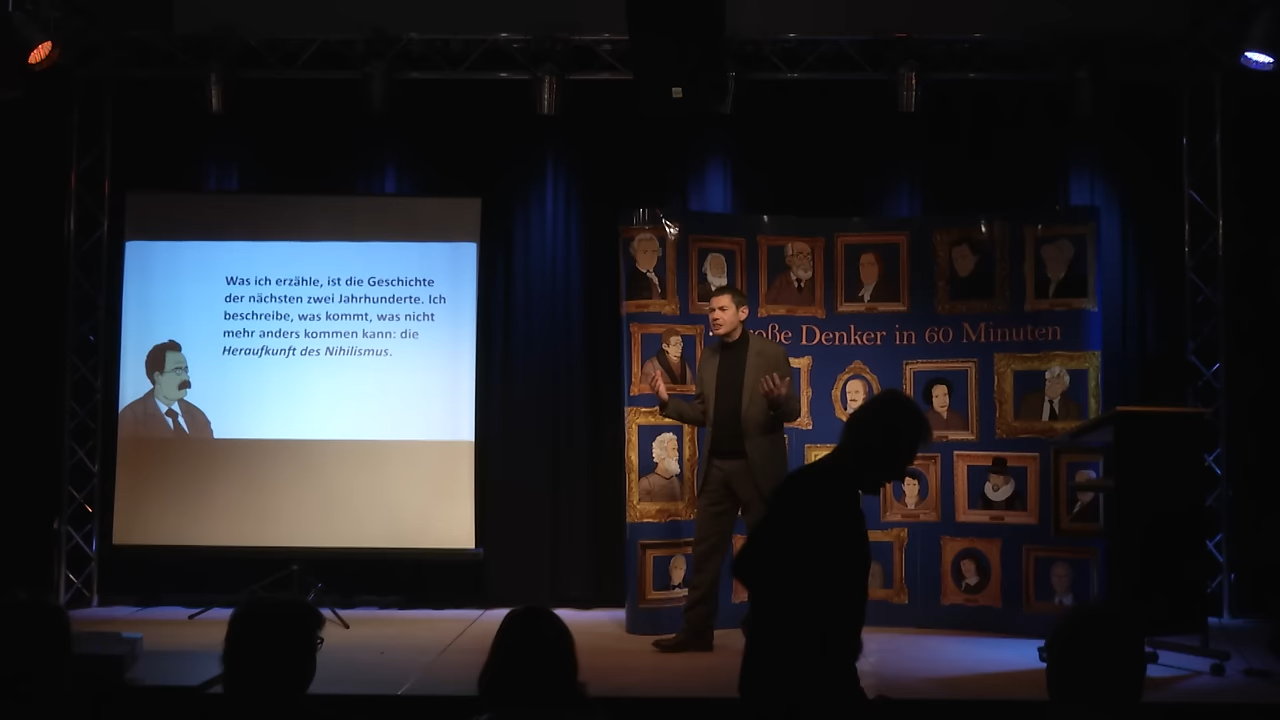 Was ich erzähle, ist die Geschichte
der nächsten zwei Jahrhunderte. Ich
beschreibe, was kommt, was nicht
mehr anders kommen kann: die
Heraufkunft des Nihilismus.
Denker in 60 Minuten